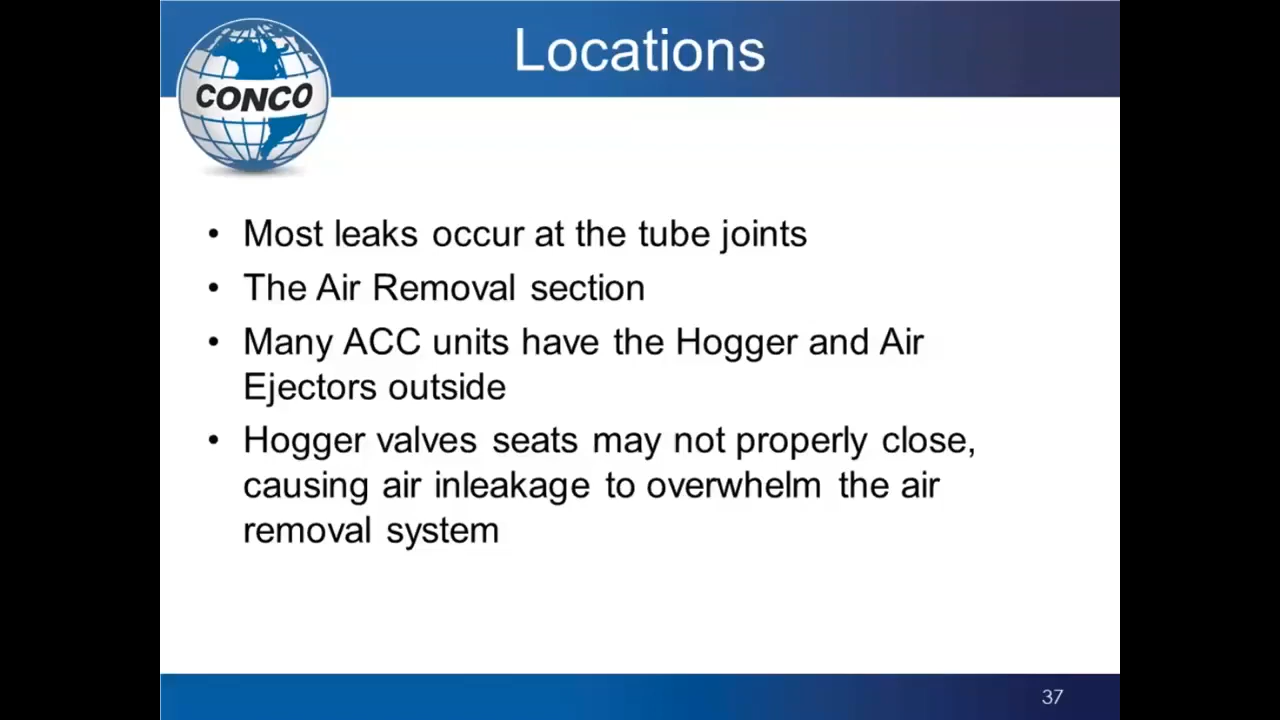 Locations
CONCO
• Most leaks occur at the tube joints
• The Air Removal section
• Many ACC units have the Hogger and Air
Ejectors outside
• Hogger valves seats may not properly close,
causing air inleakage to overwhelm the air
removal system
37